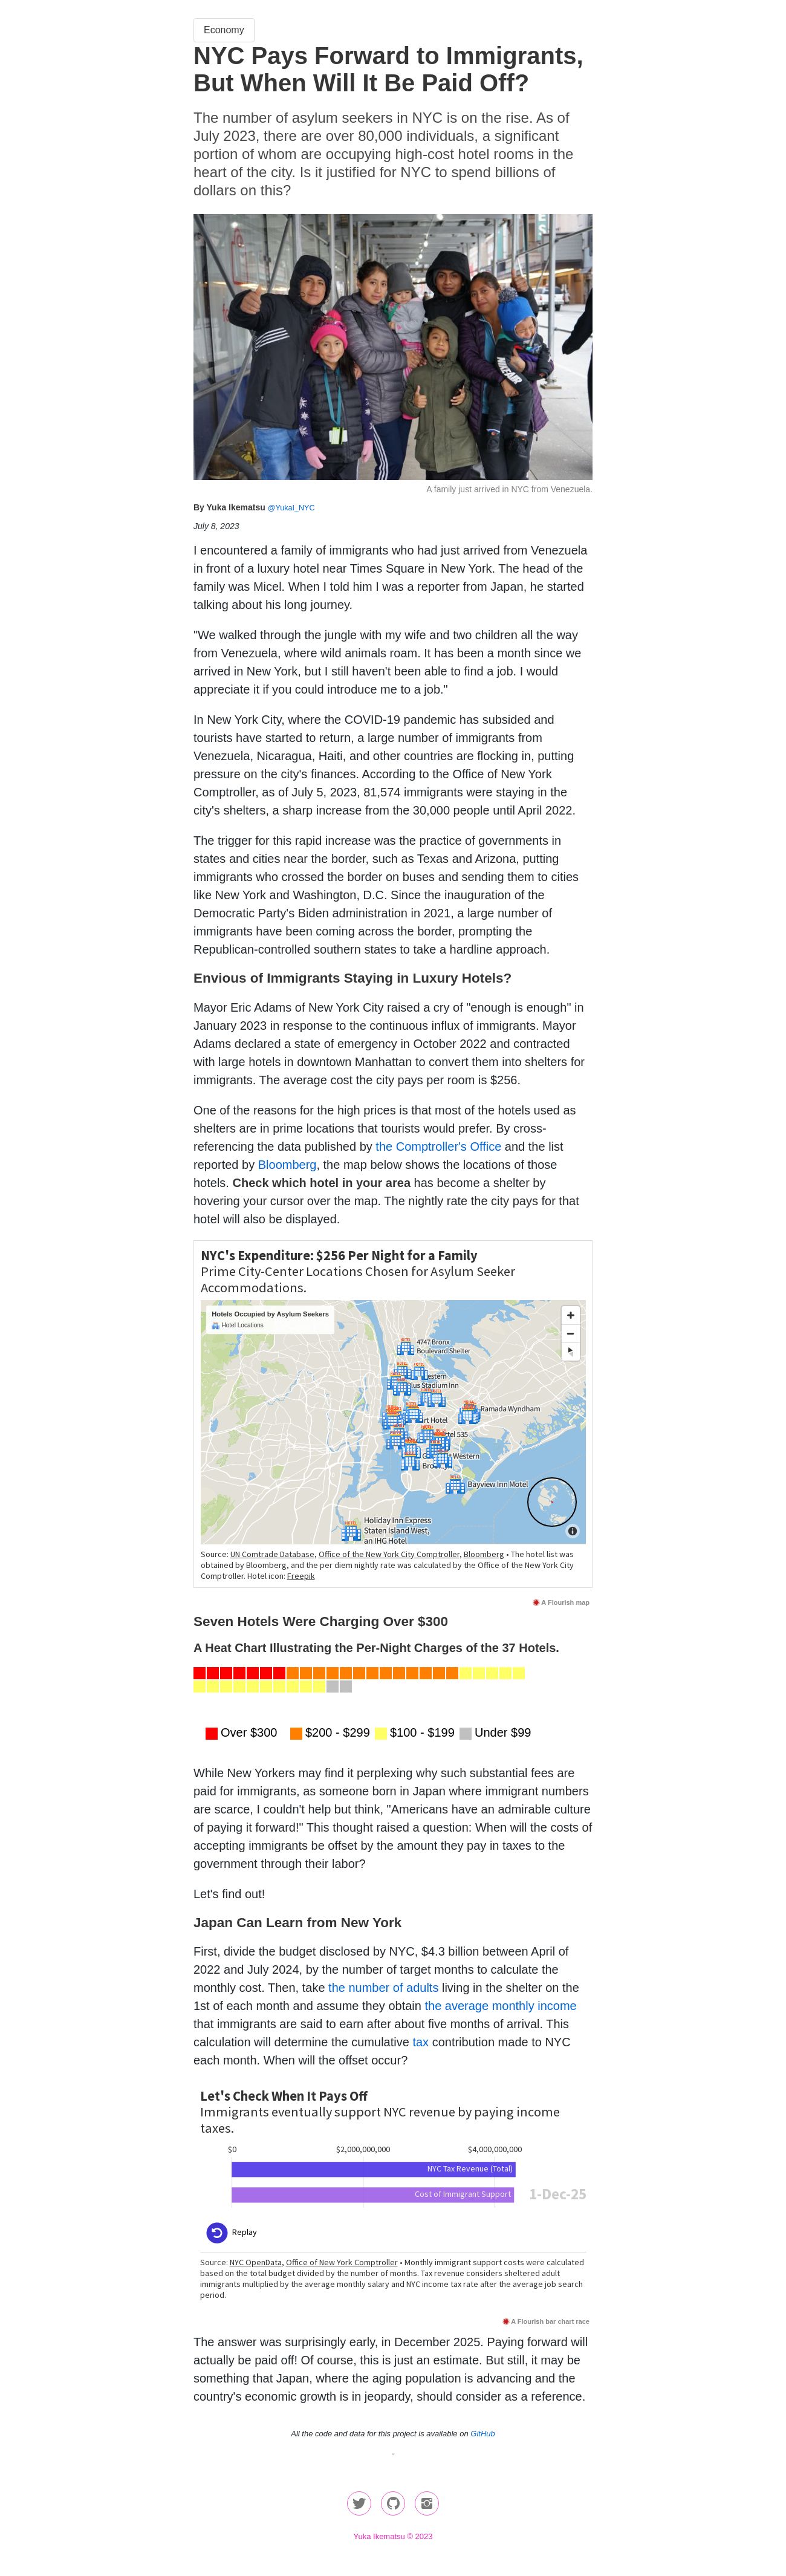 Economy
NYC Pays Forward to Immigrants,
But When Will It Be Paid Off?
The number of asylum seekers in NYC is on the rise. As of
July 2023, there are over 80,000 individuals, a significant
portion of whom are occupying high-cost hotel rooms in the
heart of the city. Is it justified for NYC to spend billions of
dollars on this?
A family just arrived in NYC from Venezuela.
By Yuka Ikematsu @YukaI_NYC
July 8, 2023
I encountered a family of immigrants who had just arrived from Venezuela
in front of a luxury hotel near Times Square in New York. The head of the
family was Micel. When I told him I was a reporter from Japan, he started
talking about his long journey.
"We walked through the jungle with my wife and two children all the way
from Venezuela, where wild animals roam. It has been a month since we
arrived in New York, but I still haven't been able to find a job. I would
appreciate it if you could introduce me to a job."
In New York City, where the COVID-19 pandemic has subsided and
tourists have started to return, a large number of immigrants from
Venezuela, Nicaragua, Haiti, and other countries are flocking in, putting
pressure on the city's finances. According to the Office of New York
Comptroller, as of July 5, 2023, 81,574 immigrants were staying in the
city's shelters, a sharp increase from the 30,000 people until April 2022.
The trigger for this rapid increase was the practice of governments in
states and cities near the border, such as Texas and Arizona, putting
immigrants who crossed the border on buses and sending them to cities
like New York and Washington, D.C. Since the inauguration of the
Democratic Party's Biden administration in 2021, a large number of
immigrants have been coming across the border, prompting the
Republican-controlled southern states to take a hardline approach.
Envious of Immigrants Staying in Luxury Hotels?
Mayor Eric Adams of New York City raised a cry of "enough is enough" in
January 2023 in response to the continuous influx of immigrants. Mayor
Adams declared a state of emergency in October 2022 and contracted
with large hotels in downtown Manhattan to convert them into shelters for
immigrants. The average cost the city pays per room is $256.
One of the reasons for the high prices is that most of the hotels used as
shelters are in prime locations that tourists would prefer. By cross-
referencing the data published by the Comptroller's Office and the list
reported by Bloomberg, the map below shows the locations of those
hotels. Check which hotel in your area has become a shelter by
hovering your cursor over the map. The nightly rate the city pays for that
hotel will also be displayed.
NYC's Expenditure: $256 Per Night for a Family
Prime City-Center Locations Chosen for Asylum Seeker
Accommodations.
Hotels Occupied by Asylum Seekers
Hotel Locations
4747 Bronx
Boulevard Shelter
Stadium Inn
Ramada Wyndham
Hotel
535
Western
Bayview Inn Motel
Holiday Inn Express
Staten Island West,
an IHG Hotel
Source: UN Comtrade Database, Office of the New York City Comptroller, Bloomberg • The hotel list was
obtained by Bloomberg, and the per diem nightly rate was calculated by the Office of the New York City
Comptroller. Hotel icon: Freepik
A Flourish map
Seven Hotels Were Charging Over $300
A Heat Chart Illustrating the Per-Night Charges of the 37 Hotels.
Over $300 $200 - $299 $100 - $199 Under $99
While New Yorkers may find it perplexing why such substantial fees are
paid for immigrants, as someone born in Japan where immigrant numbers
are scarce, I couldn't help but think, "Americans have an admirable culture
of paying it forward!" This thought raised a question: When will the costs of
accepting immigrants be offset by the amount they pay in taxes to the
government through their labor?
Let's find out!
Japan Can Learn from New York
First, divide the budget disclosed by NYC, $4.3 billion between April of
2022 and July 2024, by the number of target months to calculate the
monthly cost. Then, take the number of adults living in the shelter on the
1st of each month and assume they obtain the average monthly income
that immigrants are said to earn after about five months of arrival. This
calculation will determine the cumulative tax contribution made to NYC
each month. When will the offset occur?
Let's Check When It Pays Off
Immigrants eventually support NYC revenue by paying income
taxes.
$0 $2,000,000,000 $4,000,000,000
NYC Tax Revenue (Total)
Cost of Immigrant Support
1-Dec-25
Replay
Source: NYC OpenData, Office of New York Comptroller • Monthly immigrant support costs were calculated
based on the total budget divided by the number of months. Tax revenue considers sheltered adult
immigrants multiplied by the average monthly salary and NYC income tax rate after the average job search
period.
A Flourish bar chart race
The answer was surprisingly early, in December 2025. Paying forward will
actually be paid off! Of course, this is just an estimate. But still, it may be
something that Japan, where the aging population is advancing and the
country's economic growth is in jeopardy, should consider as a reference.
All the code and data for this project is available on GitHub
.
Yuka Ikematsu © 2023